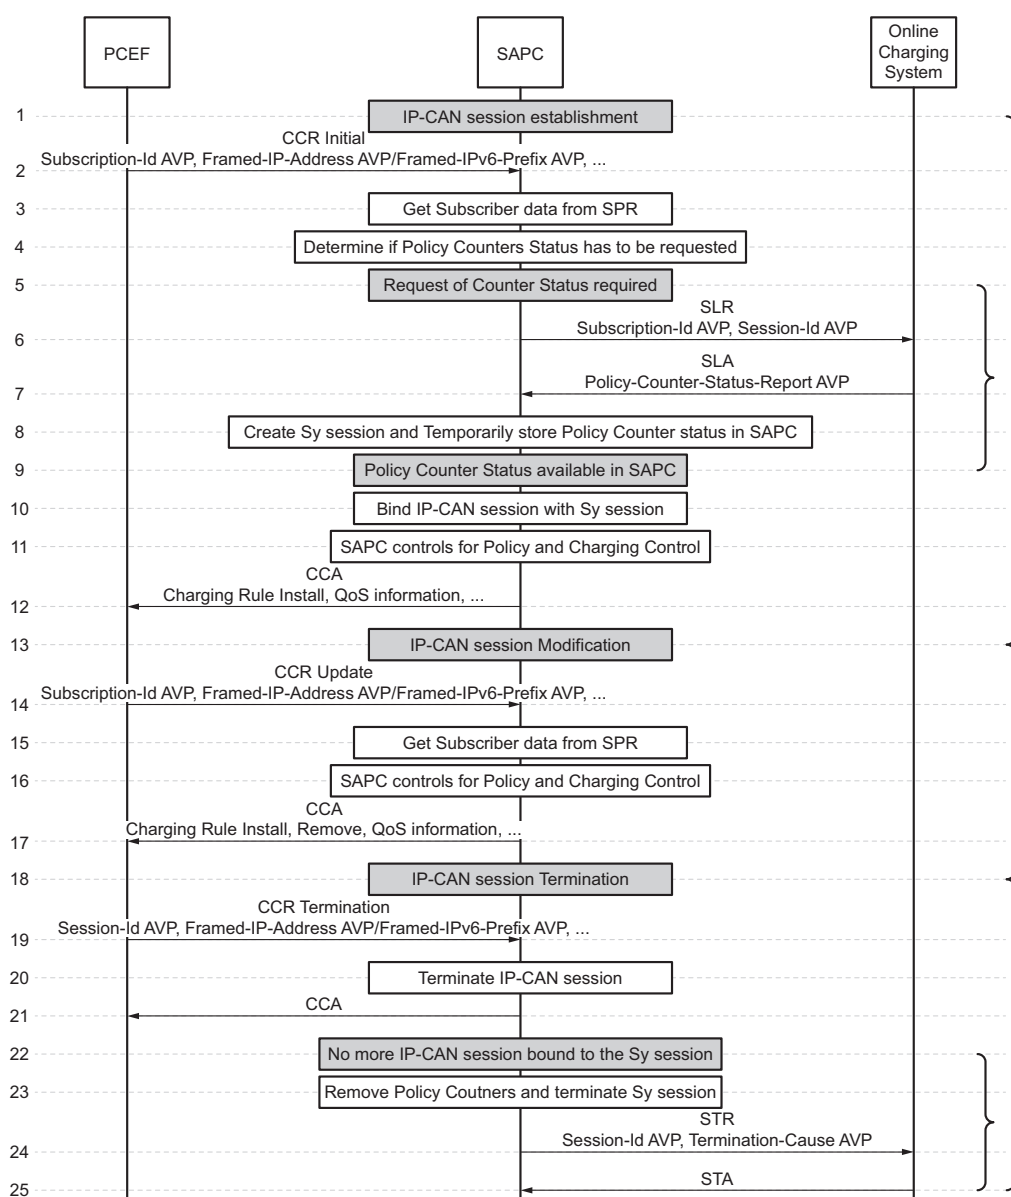 PCEF
SAPC
Online
Charging
System
1
IP-CAN session establishment
CCR Initial
Subscription-Id AVP, Framed-IP-Address AVP/Framed-IPv6-Prefix AVP, ...
2
3
Get Subscriber data from SPR
4
Determine if Policy Counters Status has to be requested
5
Request of Counter Status required
SLR
Subscription-Id AVP, Session-Id AVP
6
SLA
Policy-Counter-Status-Report AVP
7
8
Create Sy session and Temporarily store Policy Counter status in SAPC
9
Policy Counter Status available in SAPC
10
Bind IP-CAN session with Sy session
11
SAPC controls for Policy and Charging Control
CCA
Charging Rule Install, QoS information, ...
12
13
IP-CAN session Modification
CCR Update
Subscription-Id AVP, Framed-IP-Address AVP/Framed-IPv6-Prefix AVP, ...
14
15
Get Subscriber data from SPR
16
SAPC controls for Policy and Charging Control
CCA
Charging Rule Install, Remove, QoS information, ...
17
18
IP-CAN session Termination
CCR Termination
Session-Id AVP, Framed-IP-Address AVP/Framed-IPv6-Prefix AVP, ...
19
20
Terminate IP-CAN session
CCA
21
22
No more IP-CAN session bound to the Sy session
23
Remove Policy Coutners and terminate Sy session
STR
Session-Id AVP, Termination-Cause AVP
24
STA
25